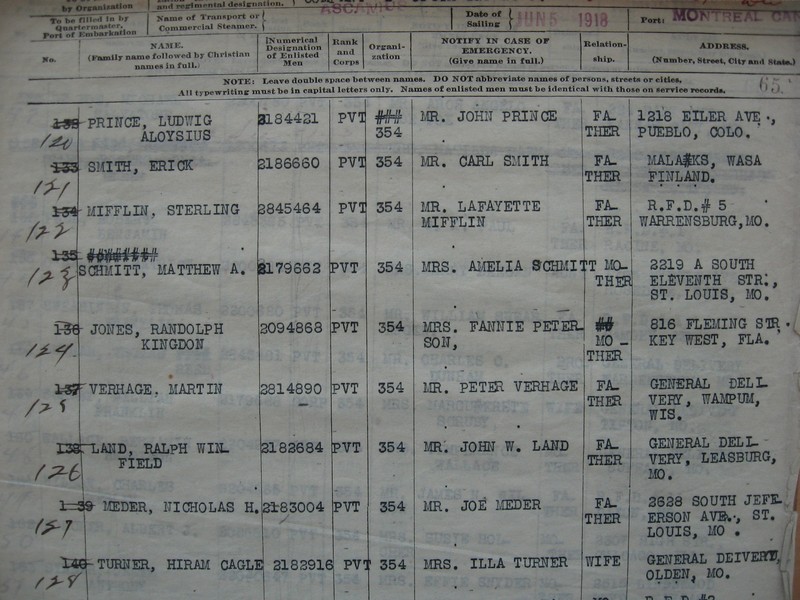 by Organization and regimental designation.
ASCANIUS
To be filled in by Quartermaster, Port of Embarkation
Name of Transport or Commercial Steamer.
Date of Sailing
JUN 5 1918
Port:
MONTREAL CAN
No. NAME. (Family name followed by Christian names in full.) Numerical Designation of Enlisted Men Rank and Corps Organization NOTIFY IN CASE OF EMERGENCY. (Give name in full.) Relationship. ADDRESS. (Number, Street, City and State.)
NOTE: Leave double space between names. DO NOT abbreviate names of persons, streets or cities.
All typewriting must be in capital letters only. Names of enlisted men must be identical with those on service records.
65
PRINCE, LUDWIG 2184421 PVT ### MR. JOHN PRINCE FA- 1218 EILER AVE.,
120 ALOYSIUS 354 THER PUEBLO, COLO.
133 SMITH, ERICK 2186660 PVT 354 MR. CARL SMITH FA- MALAKS, WASA
121 THER FINLAND.
134 MIFFLIN, STERLING 2845464 PVT 354 MR. LAFAYETTE FA- R.F.D.# 5
122 MIFFLIN THER WARRENSBURG,MO.
135 ########
123 SCHMITT, MATTHEW A. 2179662 PVT 354 MRS. AMELIA SCHMITT MO- 2219 A SOUTH
THER ELEVENTH STR.,
ST. LOUIS, MO.
136 JONES, RANDOLPH 2094868 PVT 354 MRS. FANNIE PETER- ## 816 FLEMING STR.
124 KINGDON SON, MO- KEY WEST, FLA.
THER
137 VERHAGE, MARTIN 2814890 PVT 354 MR. PETER VERHAGE FA- GENERAL DELI-
125 THER VERY, WAMPUM,
WIS.
138 LAND, RALPH WIN- 2182684 PVT 354 MR. JOHN W. LAND FA- GENERAL DELI-
126 FIELD THER VERY, LEASBURG,
MO.
139 MEDER, NICHOLAS H. 2183004 PVT 354 MR. JOE MEDER FA- 2628 SOUTH JEFF-
127 THER ERSON AVE., ST.
LOUIS, MO.
140 TURNER, HIRAM CAGLE 2182916 PVT 354 MRS. ILLA TURNER WIFE GENERAL DEIVERY,
128 OLDEN, MO.